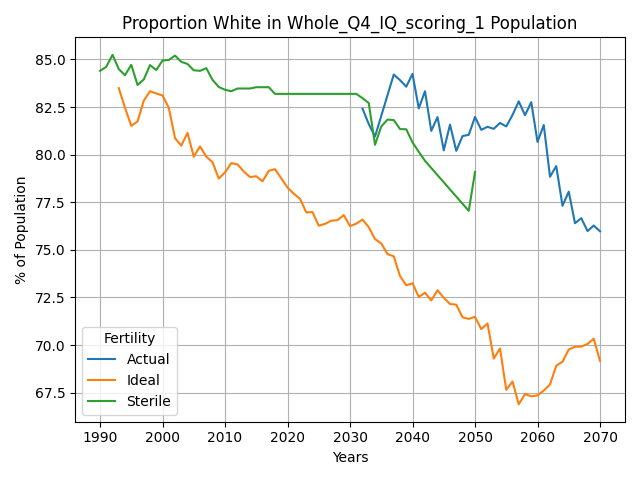 Proportion White in Whole_Q4_IQ_scoring_1 Population
% of Population
85.0
82.5
80.0
77.5
75.0
72.5
70.0
67.5
Fertility
Actual
Ideal
Sterile
1990 2000 2010 2020 2030 2040 2050 2060 2070
Years